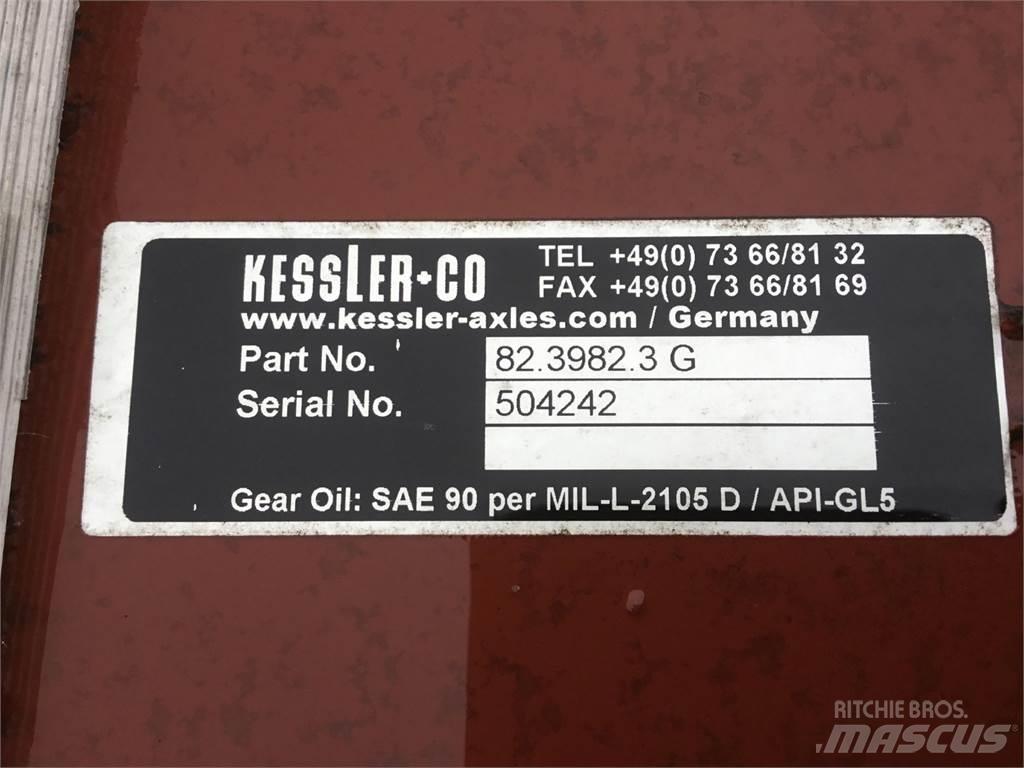 KESSLER+CO
TEL +49(0) 73 66/81 32
FAX +49(0) 73 66/81 69
www.kessler-axles.com / Germany
Part No. 82.3982.3 G
Serial No. 504242
Gear Oil: SAE 90 per MIL-L-2105 D / API-GL5
RITCHIE BROS.
MASCUS